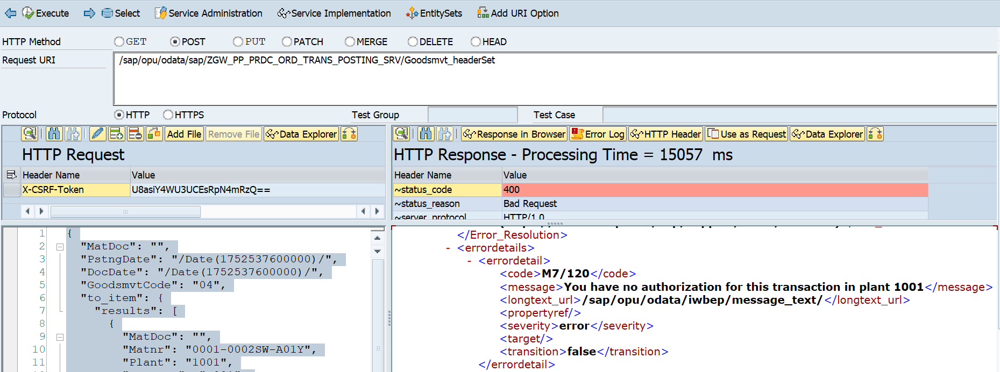 Execute Select Service Administration Service Implementation EntitySets Add URI Option
HTTP Method GET POST PUT PATCH MERGE DELETE HEAD
Request URI /sap/opu/odata/sap/ZGW_PP_PRDC_ORD_TRANS_POSTING_SRV/Goodsmvt_headerSet
Protocol HTTP HTTPS Test Group Test Case
Add File Remove File Data Explorer
HTTP Request
Header Name Value
X-CSRF-Token U8asiY4WU3UCEsRpN4mRzQ==
1 {
2 "MatDoc": "",
3 "PstngDate": "/Date(1752537600000)/",
4 "DocDate": "/Date(1752537600000)/",
5 "GoodsmvtCode": "04",
6 "to_item": {
7 "results": [
8 {
9 "MatDoc": "",
10 "Matnr": "0001-0002SW-A01Y",
11 "Plant": "1001",
Response in Browser Error Log HTTP Header Use as Request Data Explorer
HTTP Response - Processing Time = 15057 ms
Header Name Value
~status_code 400
~status_reason Bad Request
~server_protocol HTTP/1.0
</Error_Resolution>
- <errordetails>
- <errordetail>
<code>M7/120</code>
<message>You have no authorization for this transaction in plant 1001</message>
<longtext_url>/sap/opu/odata/iwbep/message_text/</longtext_url>
<propertyref/>
<severity>error</severity>
<target/>
<transition>false</transition>
</errordetail>